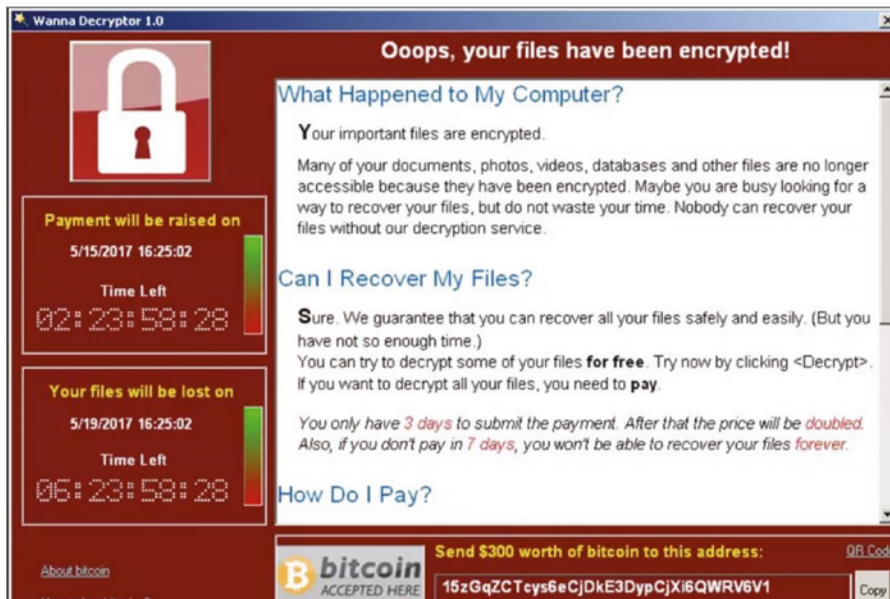 Wanna Decryptor 1.0
Ooops, your files have been encrypted!
Payment will be raised on
5/15/2017 16:25:02
Time Left
02:23:58:28
Your files will be lost on
5/19/2017 16:25:02
Time Left
06:23:58:28
About bitcoin
What Happened to My Computer?
Your important files are encrypted.
Many of your documents, photos, videos, databases and other files are no longer
accessible because they have been encrypted. Maybe you are busy looking for a
way to recover your files, but do not waste your time. Nobody can recover your
files without our decryption service.
Can I Recover My Files?
Sure. We guarantee that you can recover all your files safely and easily. (But you
have not so enough time.)
You can try to decrypt some of your files for free. Try now by clicking <Decrypt>.
If you want to decrypt all your files, you need to pay.
You only have 3 days to submit the payment. After that the price will be doubled.
Also, if you don't pay in 7 days, you won't be able to recover your files forever.
How Do I Pay?
bitcoin
ACCEPTED HERE
Send $300 worth of bitcoin to this address:
QR Code
15zGqZCTcys6eCjDkE3DypCjXi6QWRV6V1
Copy